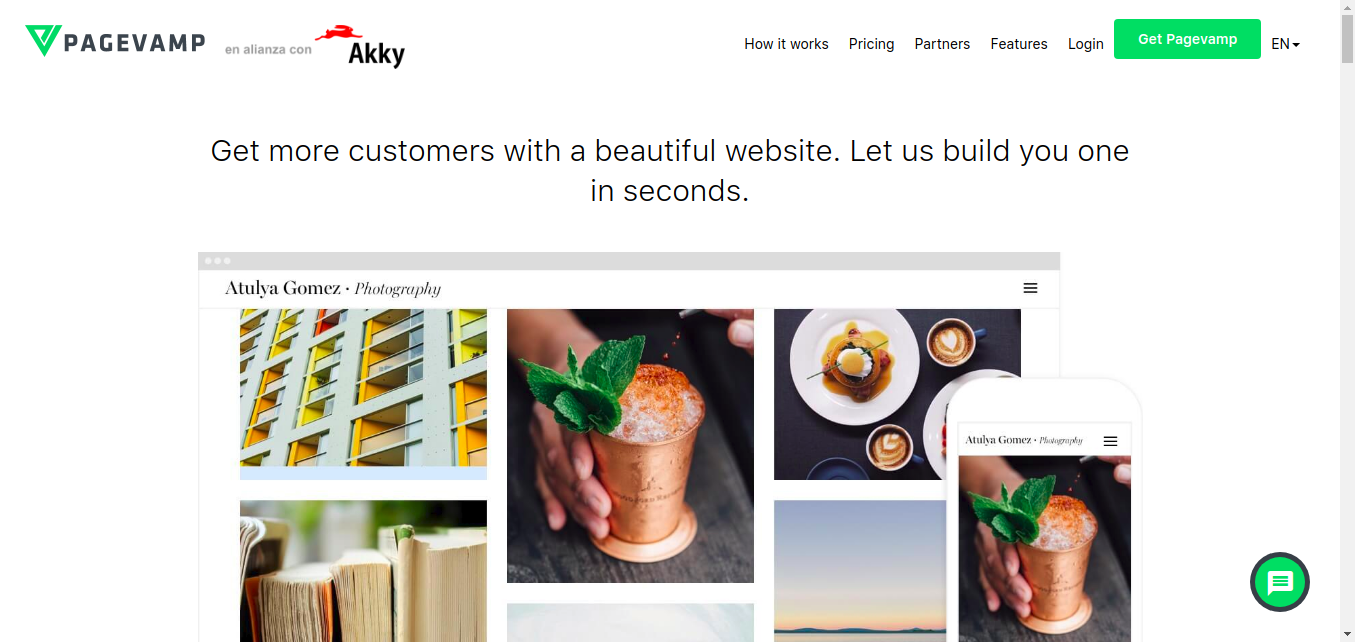 PAGEVAMP
en alianza con
Akky
How it works
Pricing
Partners
Features
Login
Get Pagevamp
EN
Get more customers with a beautiful website. Let us build you one
in seconds.
Atulya Gomez · Photography
Atulya Gomez · Photography